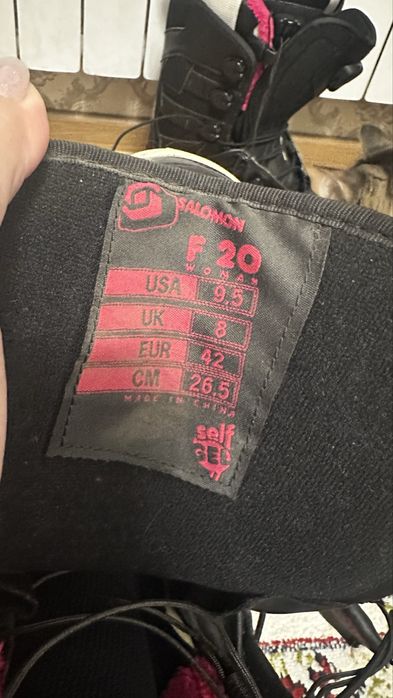 SALOMON
F 20
WOMAN
USA 9.5
UK 8
EUR 42
CM 26.5
MADE IN CHINA
self
GEL